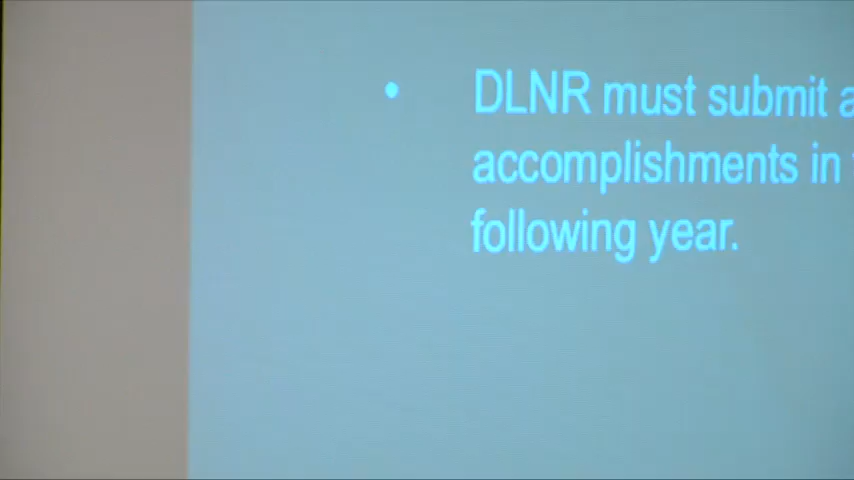 • DLNR must submit a
accomplishments in
following year.